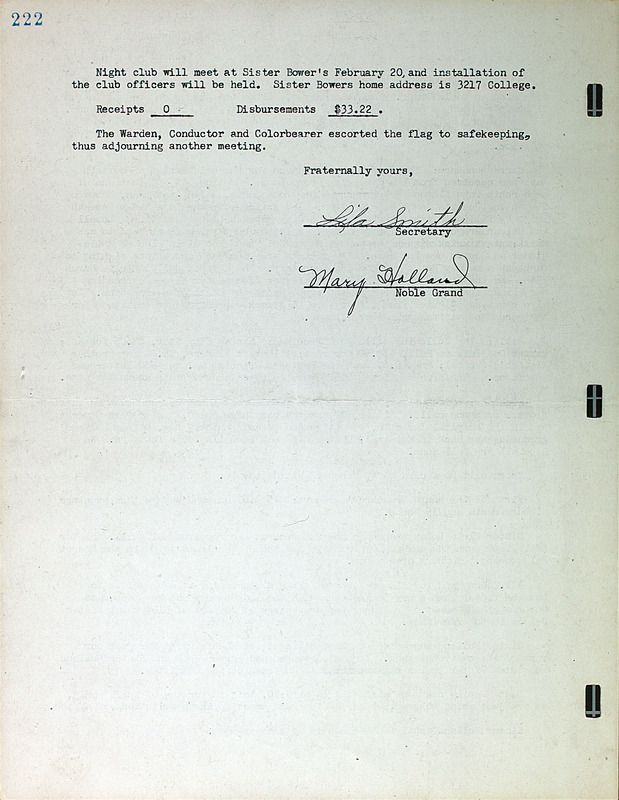 222
Night club will meet at Sister Bower's February 20, and installation of
the club officers will be held. Sister Bowers home address is 3217 College.
Receipts 0 Disbursements $33.22 .
The Warden, Conductor and Colorbearer escorted the flag to safekeeping,
thus adjourning another meeting.
Fraternally yours,
Lila Smith
Secretary
Mary Holland
Noble Grand